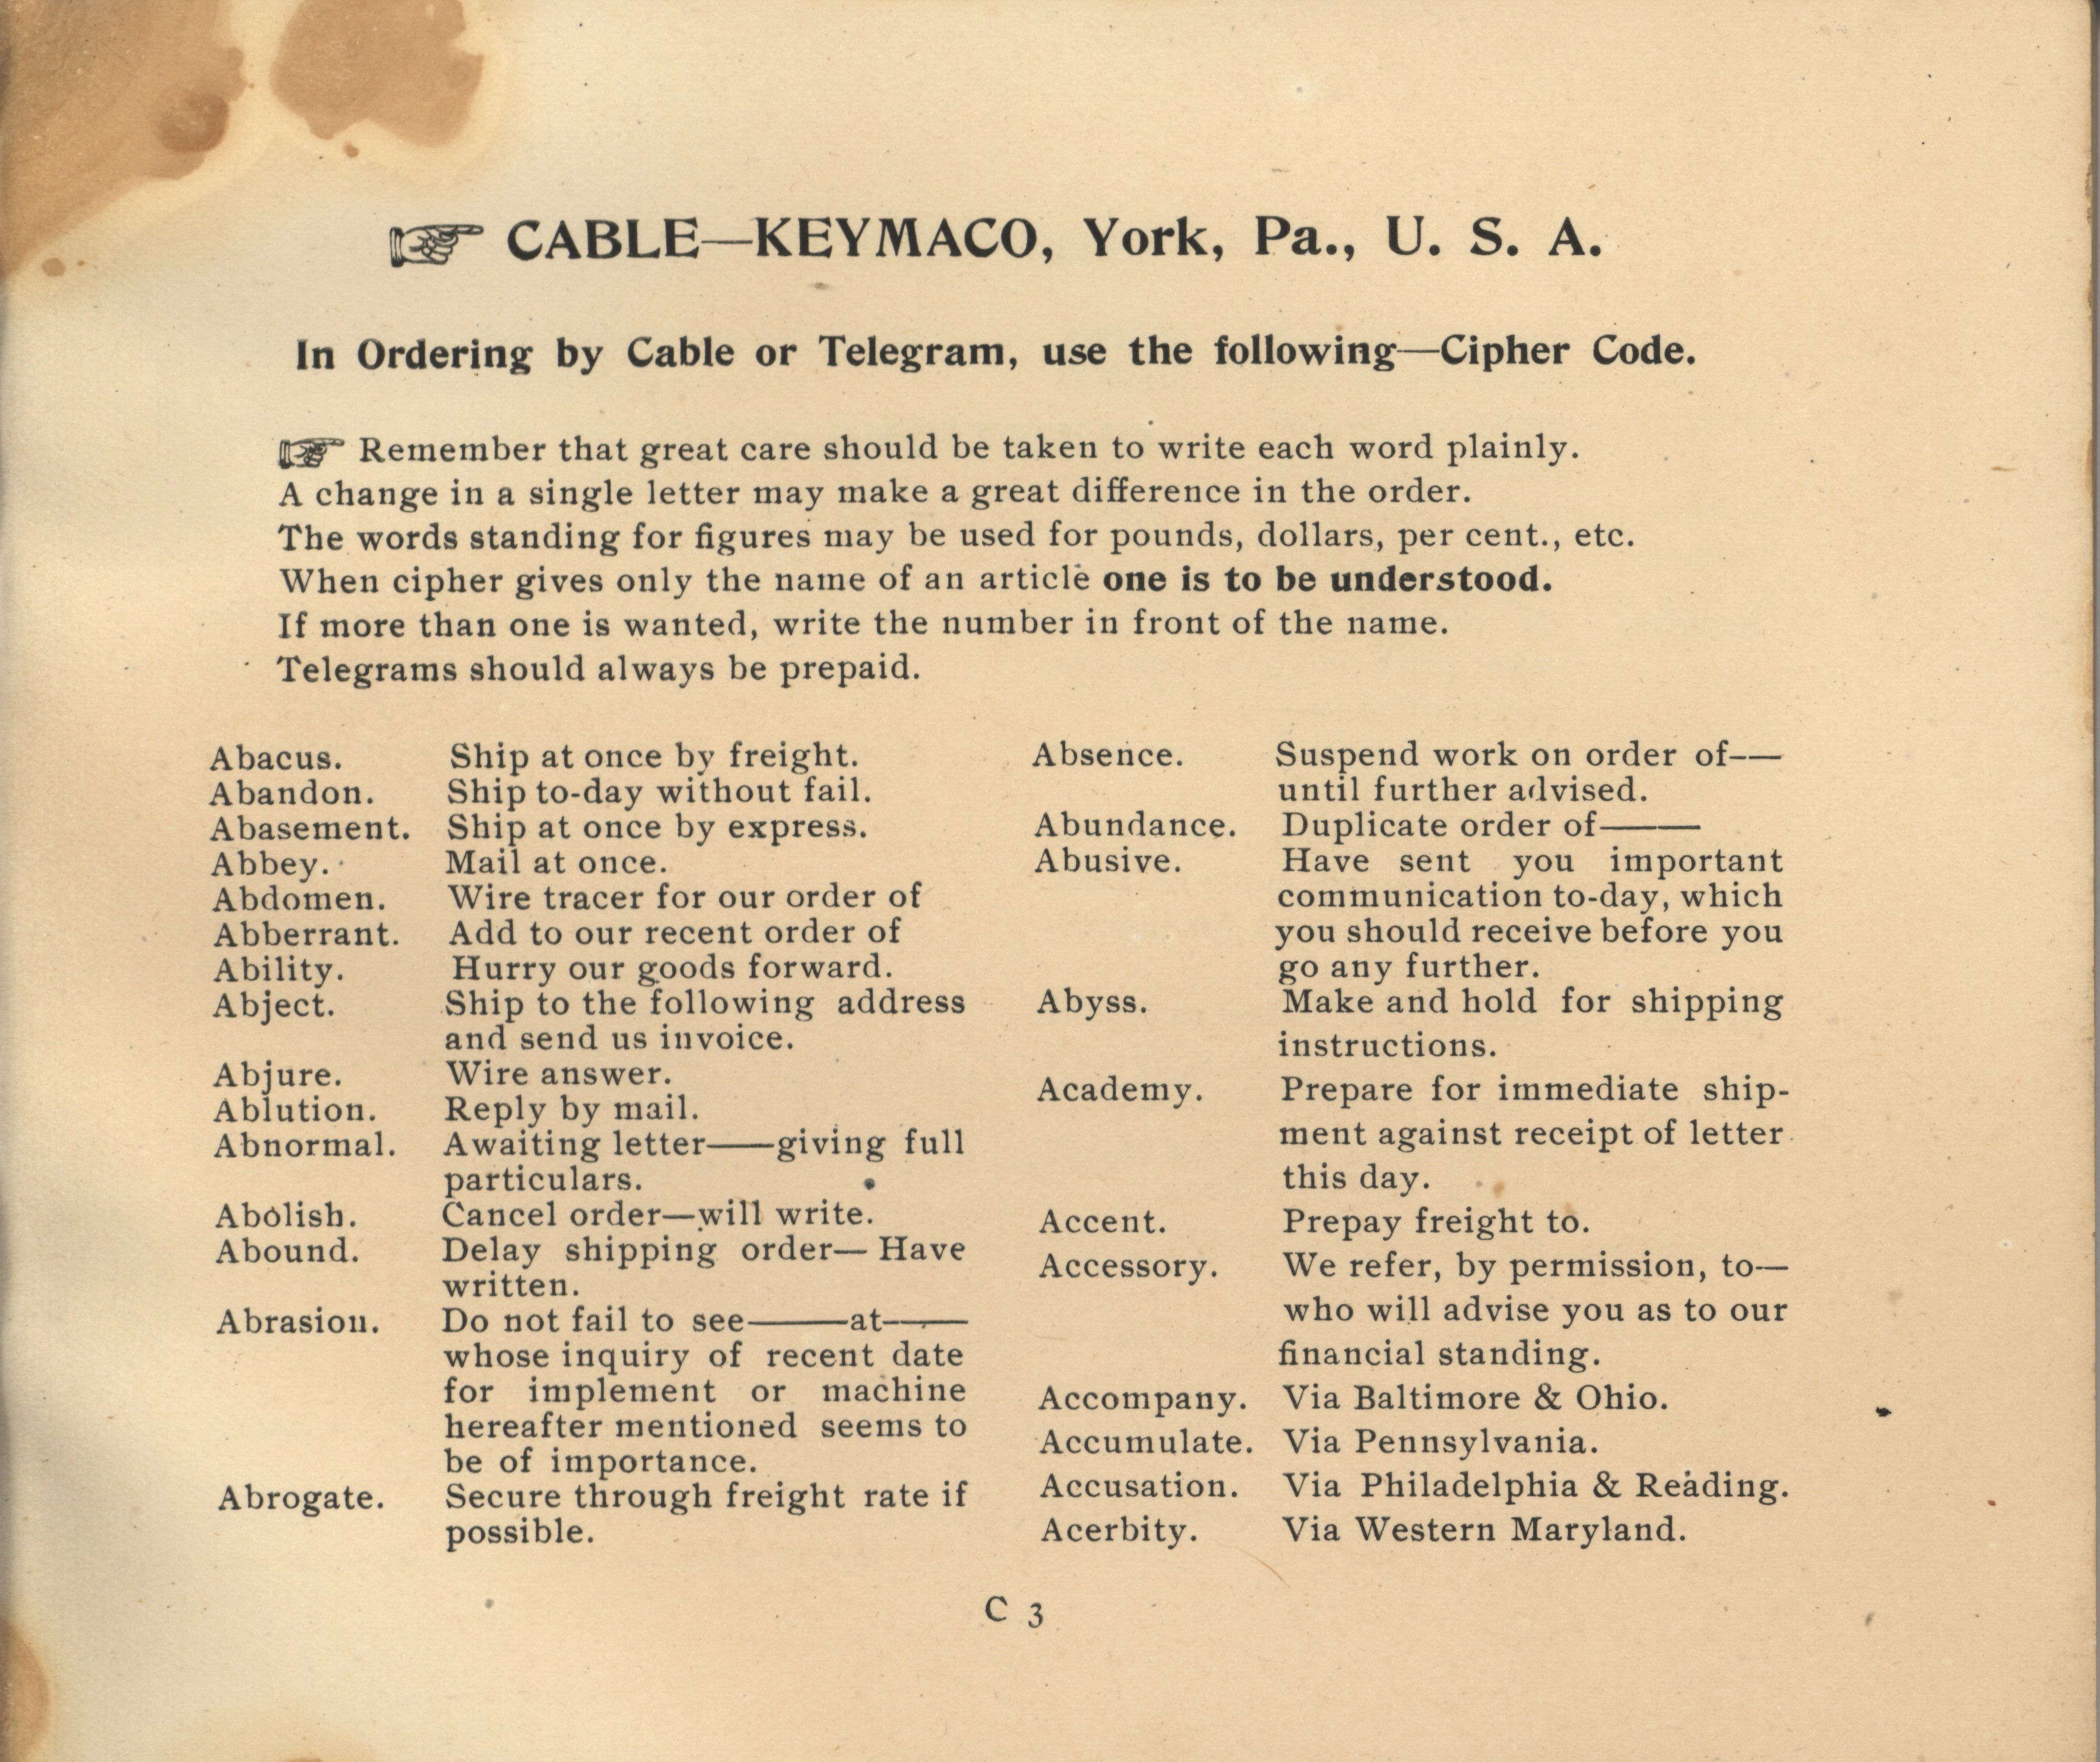 ☞ CABLE—KEYMACO, York, Pa., U. S. A.
In Ordering by Cable or Telegram, use the following—Cipher Code.
☞ Remember that great care should be taken to write each word plainly.
A change in a single letter may make a great difference in the order.
The words standing for figures may be used for pounds, dollars, per cent., etc.
When cipher gives only the name of an article one is to be understood.
If more than one is wanted, write the number in front of the name.
Telegrams should always be prepaid.
Abacus. Ship at once by freight.
Abandon. Ship to-day without fail.
Abasement. Ship at once by express.
Abbey. Mail at once.
Abdomen. Wire tracer for our order of
Abberrant. Add to our recent order of
Ability. Hurry our goods forward.
Abject. Ship to the following address
and send us invoice.
Abjure. Wire answer.
Ablution. Reply by mail.
Abnormal. Awaiting letter——giving full
particulars.
Abolish. Cancel order—will write.
Abound. Delay shipping order— Have
written.
Abrasion. Do not fail to see———at———
whose inquiry of recent date
for implement or machine
hereafter mentioned seems to
be of importance.
Abrogate. Secure through freight rate if
possible.
Absence. Suspend work on order of——
until further advised.
Abundance. Duplicate order of———
Abusive. Have sent you important
communication to-day, which
you should receive before you
go any further.
Abyss. Make and hold for shipping
instructions.
Academy. Prepare for immediate ship-
ment against receipt of letter
this day.
Accent. Prepay freight to.
Accessory. We refer, by permission, to—
who will advise you as to our
financial standing.
Accompany. Via Baltimore & Ohio.
Accumulate. Via Pennsylvania.
Accusation. Via Philadelphia & Reading.
Acerbity. Via Western Maryland.
C 3